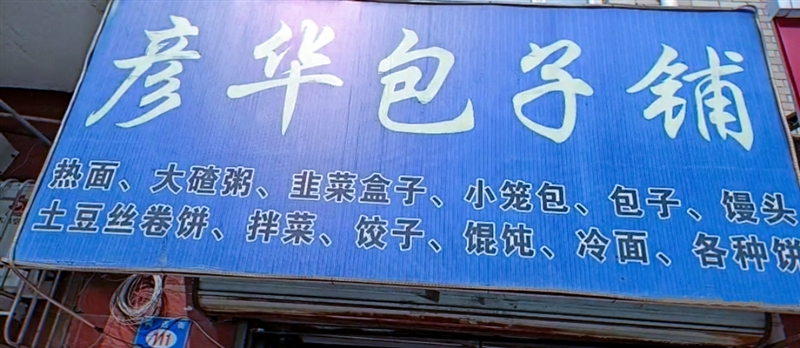 彦华包子铺
热面、大碴粥、韭菜盒子、小笼包、包子、馒头
土豆丝卷饼、拌菜、饺子、馄饨、冷面、各种饼
111